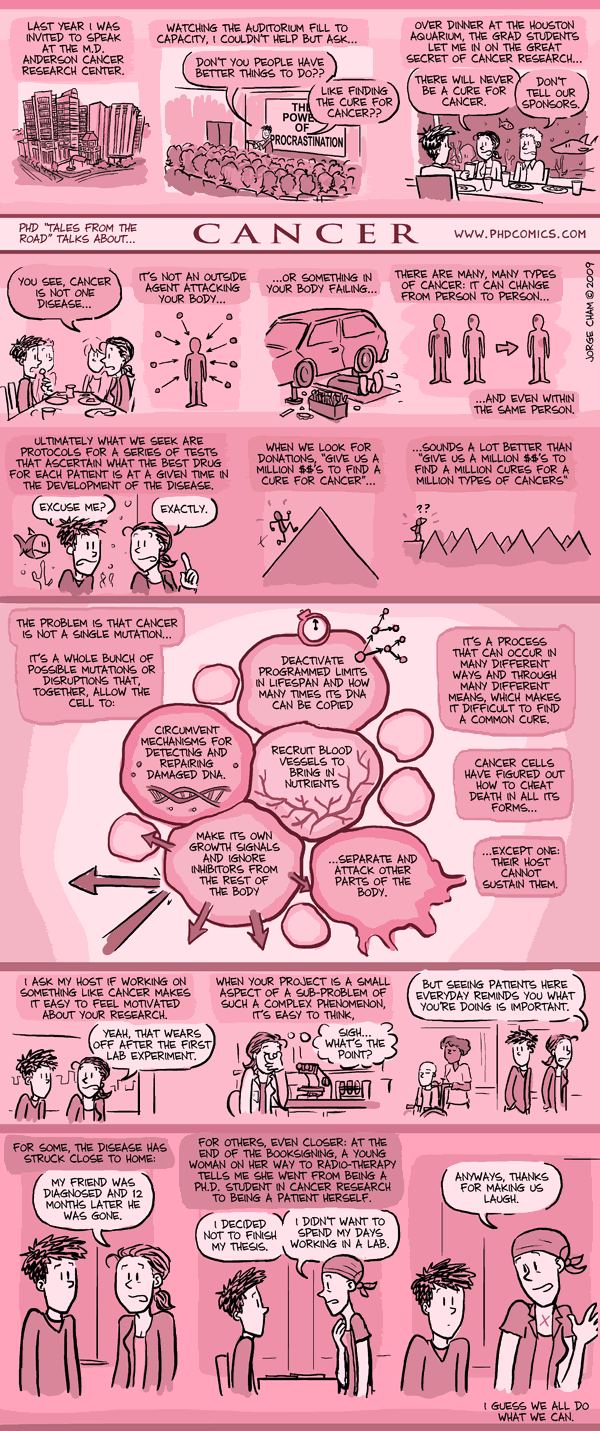 LAST YEAR I WAS
INVITED TO SPEAK
AT THE M.D.
ANDERSON CANCER
RESEARCH CENTER.
WATCHING THE AUDITORIUM FILL TO
CAPACITY, I COULDN'T HELP BUT ASK...
DON'T YOU PEOPLE HAVE
BETTER THINGS TO DO??
LIKE FINDING
THE CURE FOR
CANCER??
THE
POWE
OF
PROCRASTINATION
OVER DINNER AT THE HOUSTON
AQUARIUM, THE GRAD STUDENTS
LET ME IN ON THE GREAT
SECRET OF CANCER RESEARCH...
THERE WILL NEVER
BE A CURE FOR
CANCER.
DON'T
TELL OUR
SPONSORS.
PHD "TALES FROM THE
ROAD" TALKS ABOUT...
CANCER
WWW.PHDCOMICS.COM
YOU SEE, CANCER
IS NOT ONE
DISEASE...
IT'S NOT AN OUTSIDE
AGENT ATTACKING
YOUR BODY...
...OR SOMETHING IN
YOUR BODY FAILING...
THERE ARE MANY, MANY TYPES
OF CANCER: IT CAN CHANGE
FROM PERSON TO PERSON...
...AND EVEN WITHIN
THE SAME PERSON.
JORGE CHAM © 2009
ULTIMATELY WHAT WE SEEK ARE
PROTOCOLS FOR A SERIES OF TESTS
THAT ASCERTAIN WHAT THE BEST DRUG
FOR EACH PATIENT IS AT A GIVEN TIME
IN THE DEVELOPMENT OF THE DISEASE.
EXCUSE ME?
EXACTLY.
WHEN WE LOOK FOR
DONATIONS, "GIVE US A
MILLION $$'S TO FIND A
CURE FOR CANCER"...
...SOUNDS A LOT BETTER THAN
"GIVE US A MILLION $$'S TO
FIND A MILLION CURES FOR A
MILLION TYPES OF CANCERS"
??
THE PROBLEM IS THAT CANCER
IS NOT A SINGLE MUTATION...
IT'S A WHOLE BUNCH OF
POSSIBLE MUTATIONS OR
DISRUPTIONS THAT,
TOGETHER, ALLOW THE
CELL TO:
DEACTIVATE
PROGRAMMED LIMITS
IN LIFESPAN AND HOW
MANY TIMES ITS DNA
CAN BE COPIED
CIRCUMVENT
MECHANISMS FOR
DETECTING AND
REPAIRING
DAMAGED DNA.
RECRUIT BLOOD
VESSELS TO
BRING IN
NUTRIENTS
MAKE ITS OWN
GROWTH SIGNALS
AND IGNORE
INHIBITORS FROM
THE REST OF
THE BODY
...SEPARATE AND
ATTACK OTHER
PARTS OF THE
BODY.
IT'S A PROCESS
THAT CAN OCCUR IN
MANY DIFFERENT
WAYS AND THROUGH
MANY DIFFERENT
MEANS, WHICH MAKES
IT DIFFICULT TO FIND
A COMMON CURE.
CANCER CELLS
HAVE FIGURED OUT
HOW TO CHEAT
DEATH IN ALL ITS
FORMS...
...EXCEPT ONE:
THEIR HOST
CANNOT
SUSTAIN THEM.
I ASK MY HOST IF WORKING ON
SOMETHING LIKE CANCER MAKES
IT EASY TO FEEL MOTIVATED
ABOUT YOUR RESEARCH.
YEAH, THAT WEARS
OFF AFTER THE FIRST
LAB EXPERIMENT.
WHEN YOUR PROJECT IS A SMALL
ASPECT OF A SUB-PROBLEM OF
SUCH A COMPLEX PHENOMENON,
IT'S EASY TO THINK,
SIGH...
WHAT'S THE
POINT?
BUT SEEING PATIENTS HERE
EVERYDAY REMINDS YOU WHAT
YOU'RE DOING IS IMPORTANT.
FOR SOME, THE DISEASE HAS
STRUCK CLOSE TO HOME:
MY FRIEND WAS
DIAGNOSED AND 12
MONTHS LATER HE
WAS GONE.
FOR OTHERS, EVEN CLOSER: AT THE
END OF THE BOOKSIGNING, A YOUNG
WOMAN ON HER WAY TO RADIO-THERAPY
TELLS ME SHE WENT FROM BEING A
PH.D. STUDENT IN CANCER RESEARCH
TO BEING A PATIENT HERSELF.
I DECIDED
NOT TO FINISH
MY THESIS.
I DIDN'T WANT TO
SPEND MY DAYS
WORKING IN A LAB.
ANYWAYS, THANKS
FOR MAKING US
LAUGH.
I GUESS WE ALL DO
WHAT WE CAN.